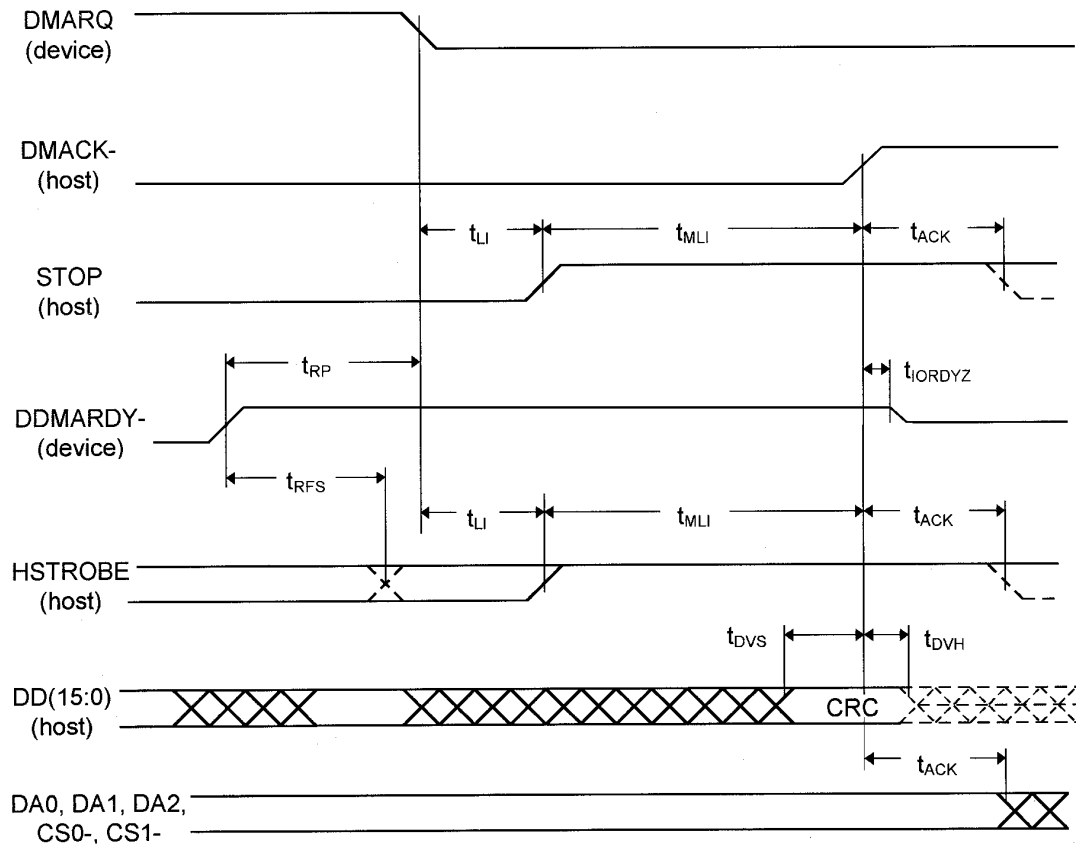 DMARQ
(device)
DMACK-
(host)
tLI
tMLI
tACK
STOP
(host)
tRP
tIORDYZ
DDMARDY-
(device)
tRFS
tLI
tMLI
tACK
HSTROBE
(host)
tDVS
tDVH
DD(15:0)
(host)
CRC
tACK
DA0, DA1, DA2,
CS0-, CS1-